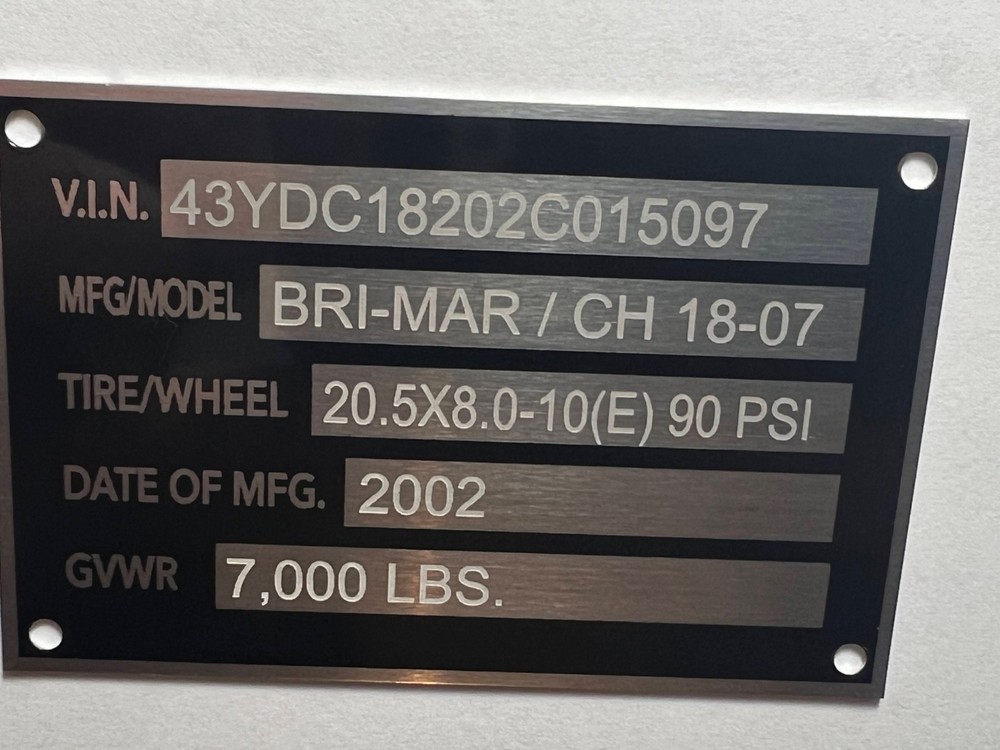 V.I.N. 43YDC18202C015097
MFG/MODEL BRI-MAR / CH 18-07
TIRE/WHEEL 20.5X8.0-10(E) 90 PSI
DATE OF MFG. 2002
GVWR 7,000 LBS.